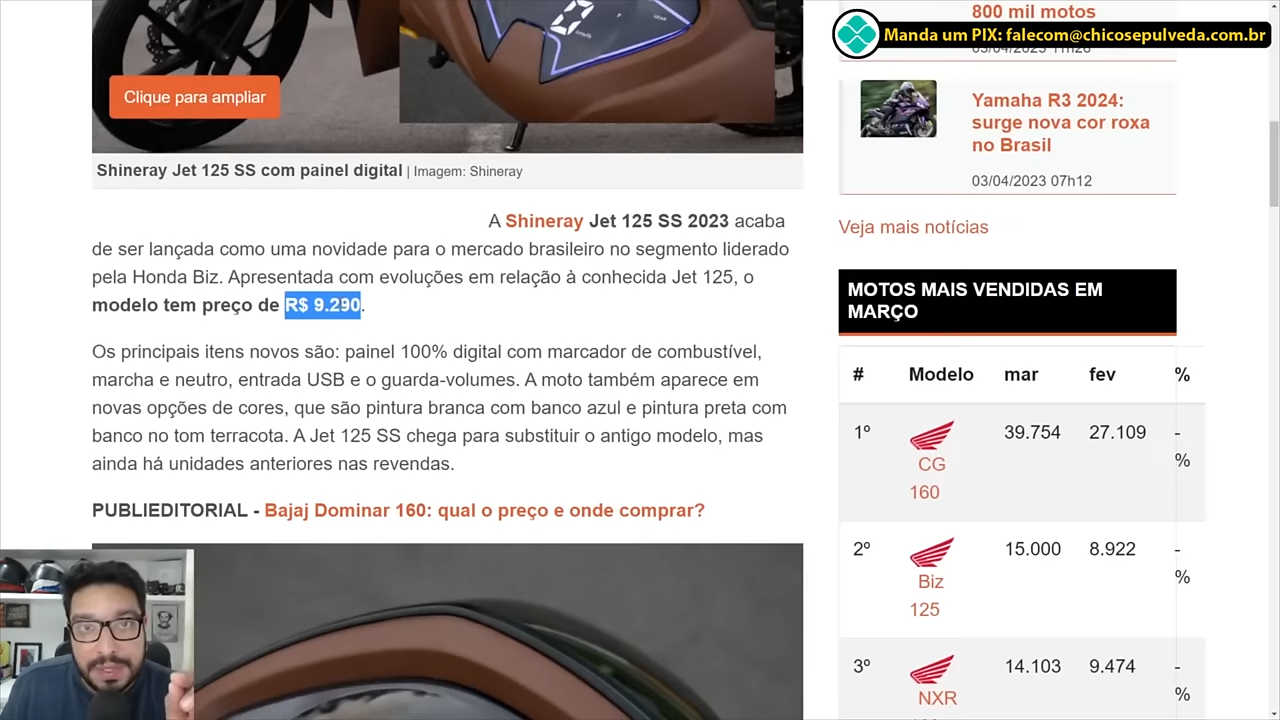 800 mil motos
03/04/2023 11h26
Manda um PIX: falecom@chicosepulveda.com.br
Clique para ampliar
0
km/h
Shineray Jet 125 SS com painel digital | Imagem: Shineray
A Shineray Jet 125 SS 2023 acaba
de ser lançada como uma novidade para o mercado brasileiro no segmento liderado
pela Honda Biz. Apresentada com evoluções em relação à conhecida Jet 125, o
modelo tem preço de R$ 9.290.
Os principais itens novos são: painel 100% digital com marcador de combustível,
marcha e neutro, entrada USB e o guarda-volumes. A moto também aparece em
novas opções de cores, que são pintura branca com banco azul e pintura preta com
banco no tom terracota. A Jet 125 SS chega para substituir o antigo modelo, mas
ainda há unidades anteriores nas revendas.
PUBLIEDITORIAL - Bajaj Dominar 160: qual o preço e onde comprar?
Yamaha R3 2024:
surge nova cor roxa
no Brasil
03/04/2023 07h12
Veja mais notícias
MOTOS MAIS VENDIDAS EM
MARÇO
# Modelo mar fev %
1º CG 160 39.754 27.109 -%
2º Biz 125 15.000 8.922 -%
3º NXR 14.103 9.474 -%